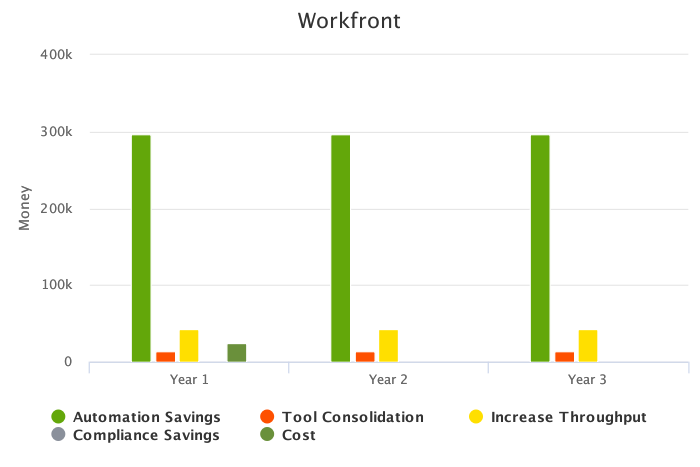 Workfront
400k
300k
200k
100k
0
Money
Year 1 Year 2 Year 3
Automation Savings Tool Consolidation Increase Throughput
Compliance Savings Cost